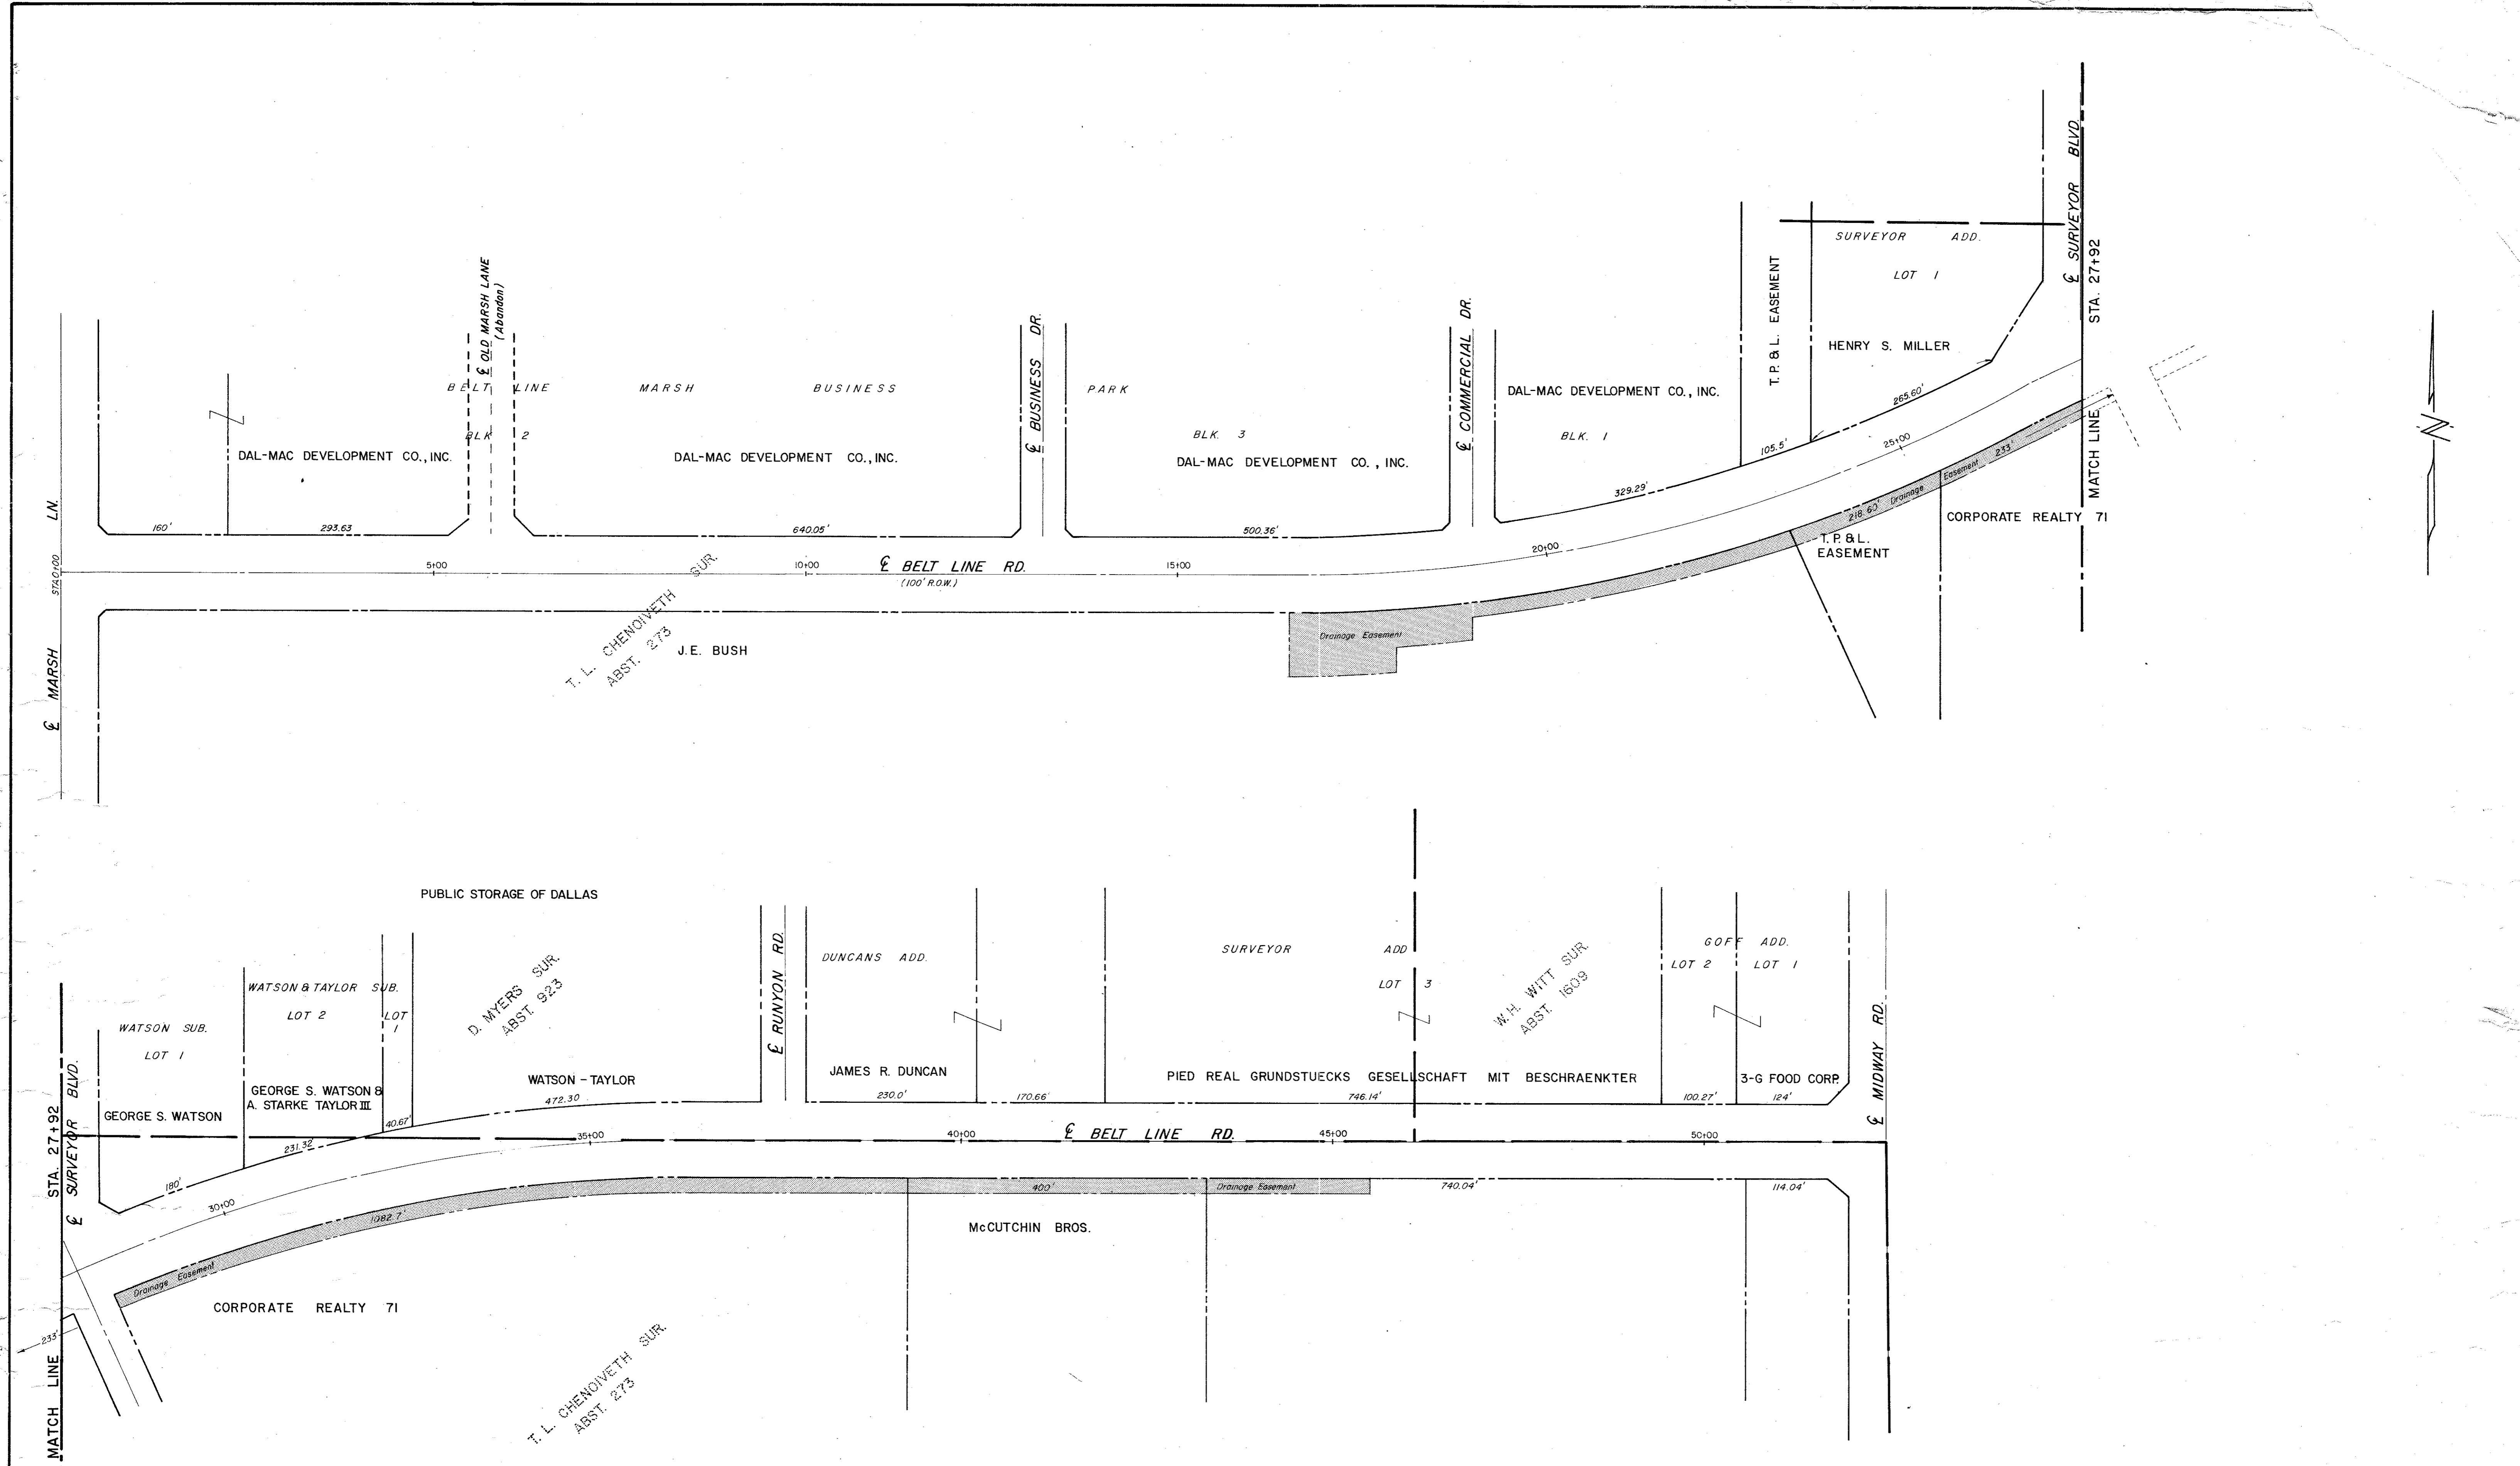 ℄ SURVEYOR BLVD.
STA. 27+92
MATCH LINE
SURVEYOR ADD.
LOT 1
T.P. & L. EASEMENT
HENRY S. MILLER
℄ OLD MARSH LANE
(Abandon)
BELT LINE MARSH BUSINESS PARK
℄ BUSINESS DR.
℄ COMMERCIAL DR.
DAL-MAC DEVELOPMENT CO., INC.
265.60'
BLK 2
BLK. 3
BLK. 1
105.5'
25+00
DAL-MAC DEVELOPMENT CO., INC.
DAL-MAC DEVELOPMENT CO., INC.
DAL-MAC DEVELOPMENT CO., INC.
329.29'
218.60' Drainage Easement 233'
CORPORATE REALTY 71
T.P. & L.
EASEMENT
160'
293.63
640.05'
500.36'
20+00
℄ MARSH LN.
STA.0+00
5+00
10+00
℄ BELT LINE RD.
15+00
(100' R.O.W.)
T. L. CHENOIVETH SUR.
ABST. 273
J.E. BUSH
Drainage Easement
PUBLIC STORAGE OF DALLAS
WATSON & TAYLOR SUB.
LOT 2
LOT
1
D. MYERS SUR.
ABST. 923
℄ RUNYON RD.
DUNCANS ADD.
SURVEYOR ADD
LOT 3
W.H. WITT SUR.
ABST. 1609
GOFF ADD.
LOT 2
LOT 1
℄ MIDWAY RD.
WATSON SUB.
LOT 1
GEORGE S. WATSON &
A. STARKE TAYLOR III
WATSON - TAYLOR
JAMES R. DUNCAN
PIED REAL GRUNDSTUECKS GESELLSCHAFT MIT BESCHRAENKTER
3-G FOOD CORP.
GEORGE S. WATSON
40.67'
472.30
230.0'
170.66'
746.14'
100.27'
124'
STA. 27+92
MATCH LINE
℄ SURVEYOR BLVD.
180'
231.32'
30+00
35+00
40+00
℄ BELT LINE RD.
45+00
50+00
1082.7'
400'
Drainage Easement
740.04'
114.04'
McCUTCHIN BROS.
Drainage Easement
CORPORATE REALTY 71
233'
T. L. CHENOIVETH SUR.
ABST. 273